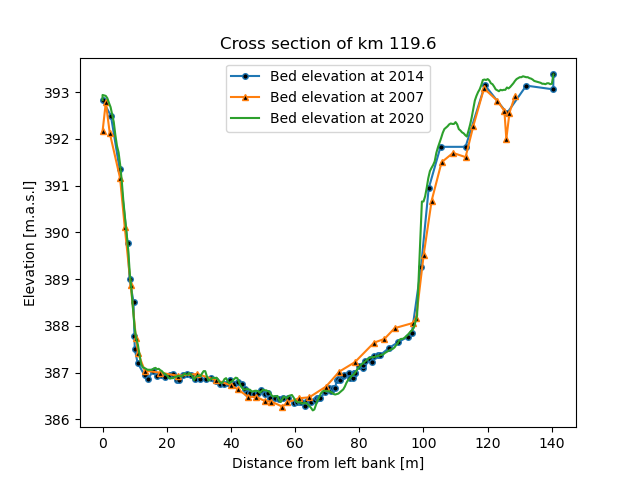 Cross section of km 119.6
Bed elevation at 2014
Bed elevation at 2007
Bed elevation at 2020
Elevation [m.a.s.l]
393
392
391
390
389
388
387
386
0 20 40 60 80 100 120 140
Distance from left bank [m]